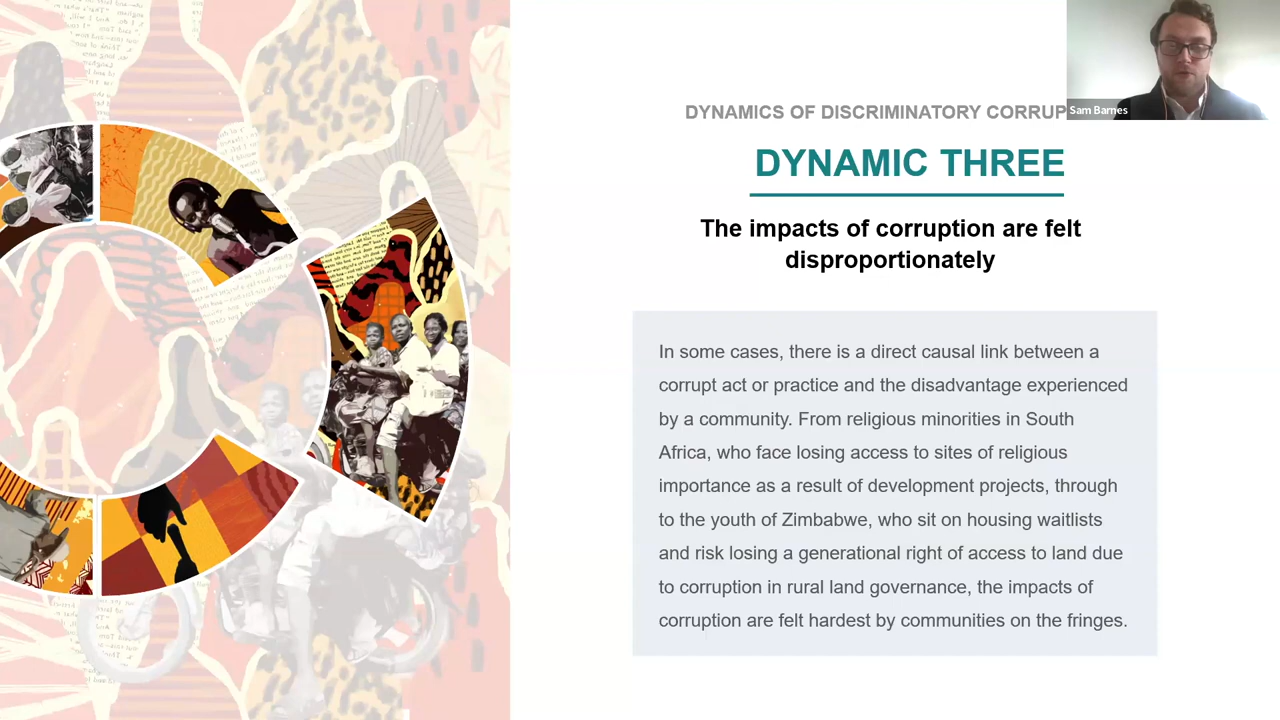 DYNAMICS OF DISCRIMINATORY CORRUP
Sam Barnes
DYNAMIC THREE
The impacts of corruption are felt
disproportionately
In some cases, there is a direct causal link between a
corrupt act or practice and the disadvantage experienced
by a community. From religious minorities in South
Africa, who face losing access to sites of religious
importance as a result of development projects, through
to the youth of Zimbabwe, who sit on housing waitlists
and risk losing a generational right of access to land due
to corruption in rural land governance, the impacts of
corruption are felt hardest by communities on the fringes.